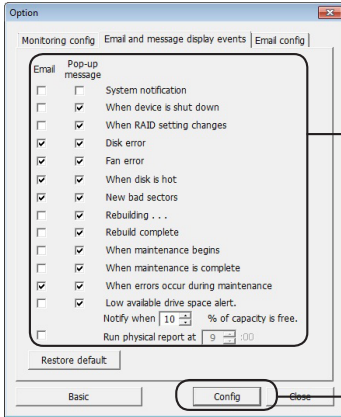 Option
Monitoring config Email and message display events Email config
Email Pop-up message
System notification
When device is shut down
When RAID setting changes
Disk error
Fan error
When disk is hot
New bad sectors
Rebuilding . . .
Rebuild complete
When maintenance begins
When maintenance is complete
When errors occur during maintenance
Low available drive space alert.
Notify when 10 % of capacity is free.
Run physical report at 9 :00
Restore default
Basic Config Close